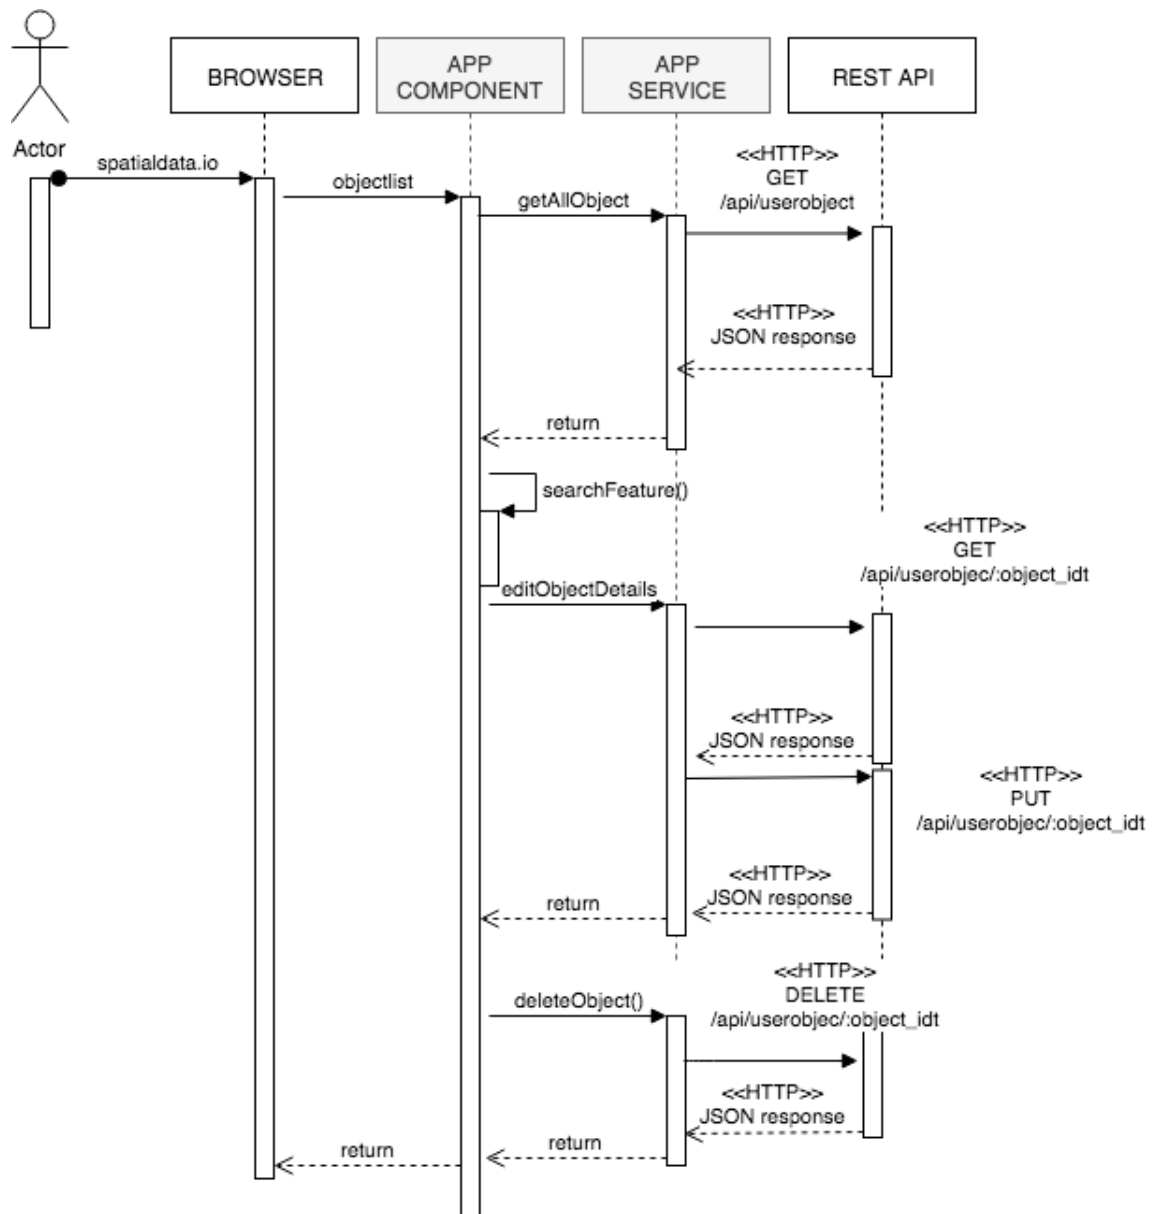 BROWSER
APP
COMPONENT
APP
SERVICE
REST API
Actor
spatialdata.io
objectlist
getAllObject
<<HTTP>>
GET
/api/userobject
<<HTTP>>
JSON response
return
searchFeature()
<<HTTP>>
GET
/api/userobjec/:object_idt
editObjectDetails
<<HTTP>>
JSON response
<<HTTP>>
PUT
/api/userobjec/:object_idt
<<HTTP>>
JSON response
return
<<HTTP>>
DELETE
/api/userobjec/:object_idt
deleteObject()
<<HTTP>>
JSON response
return
return